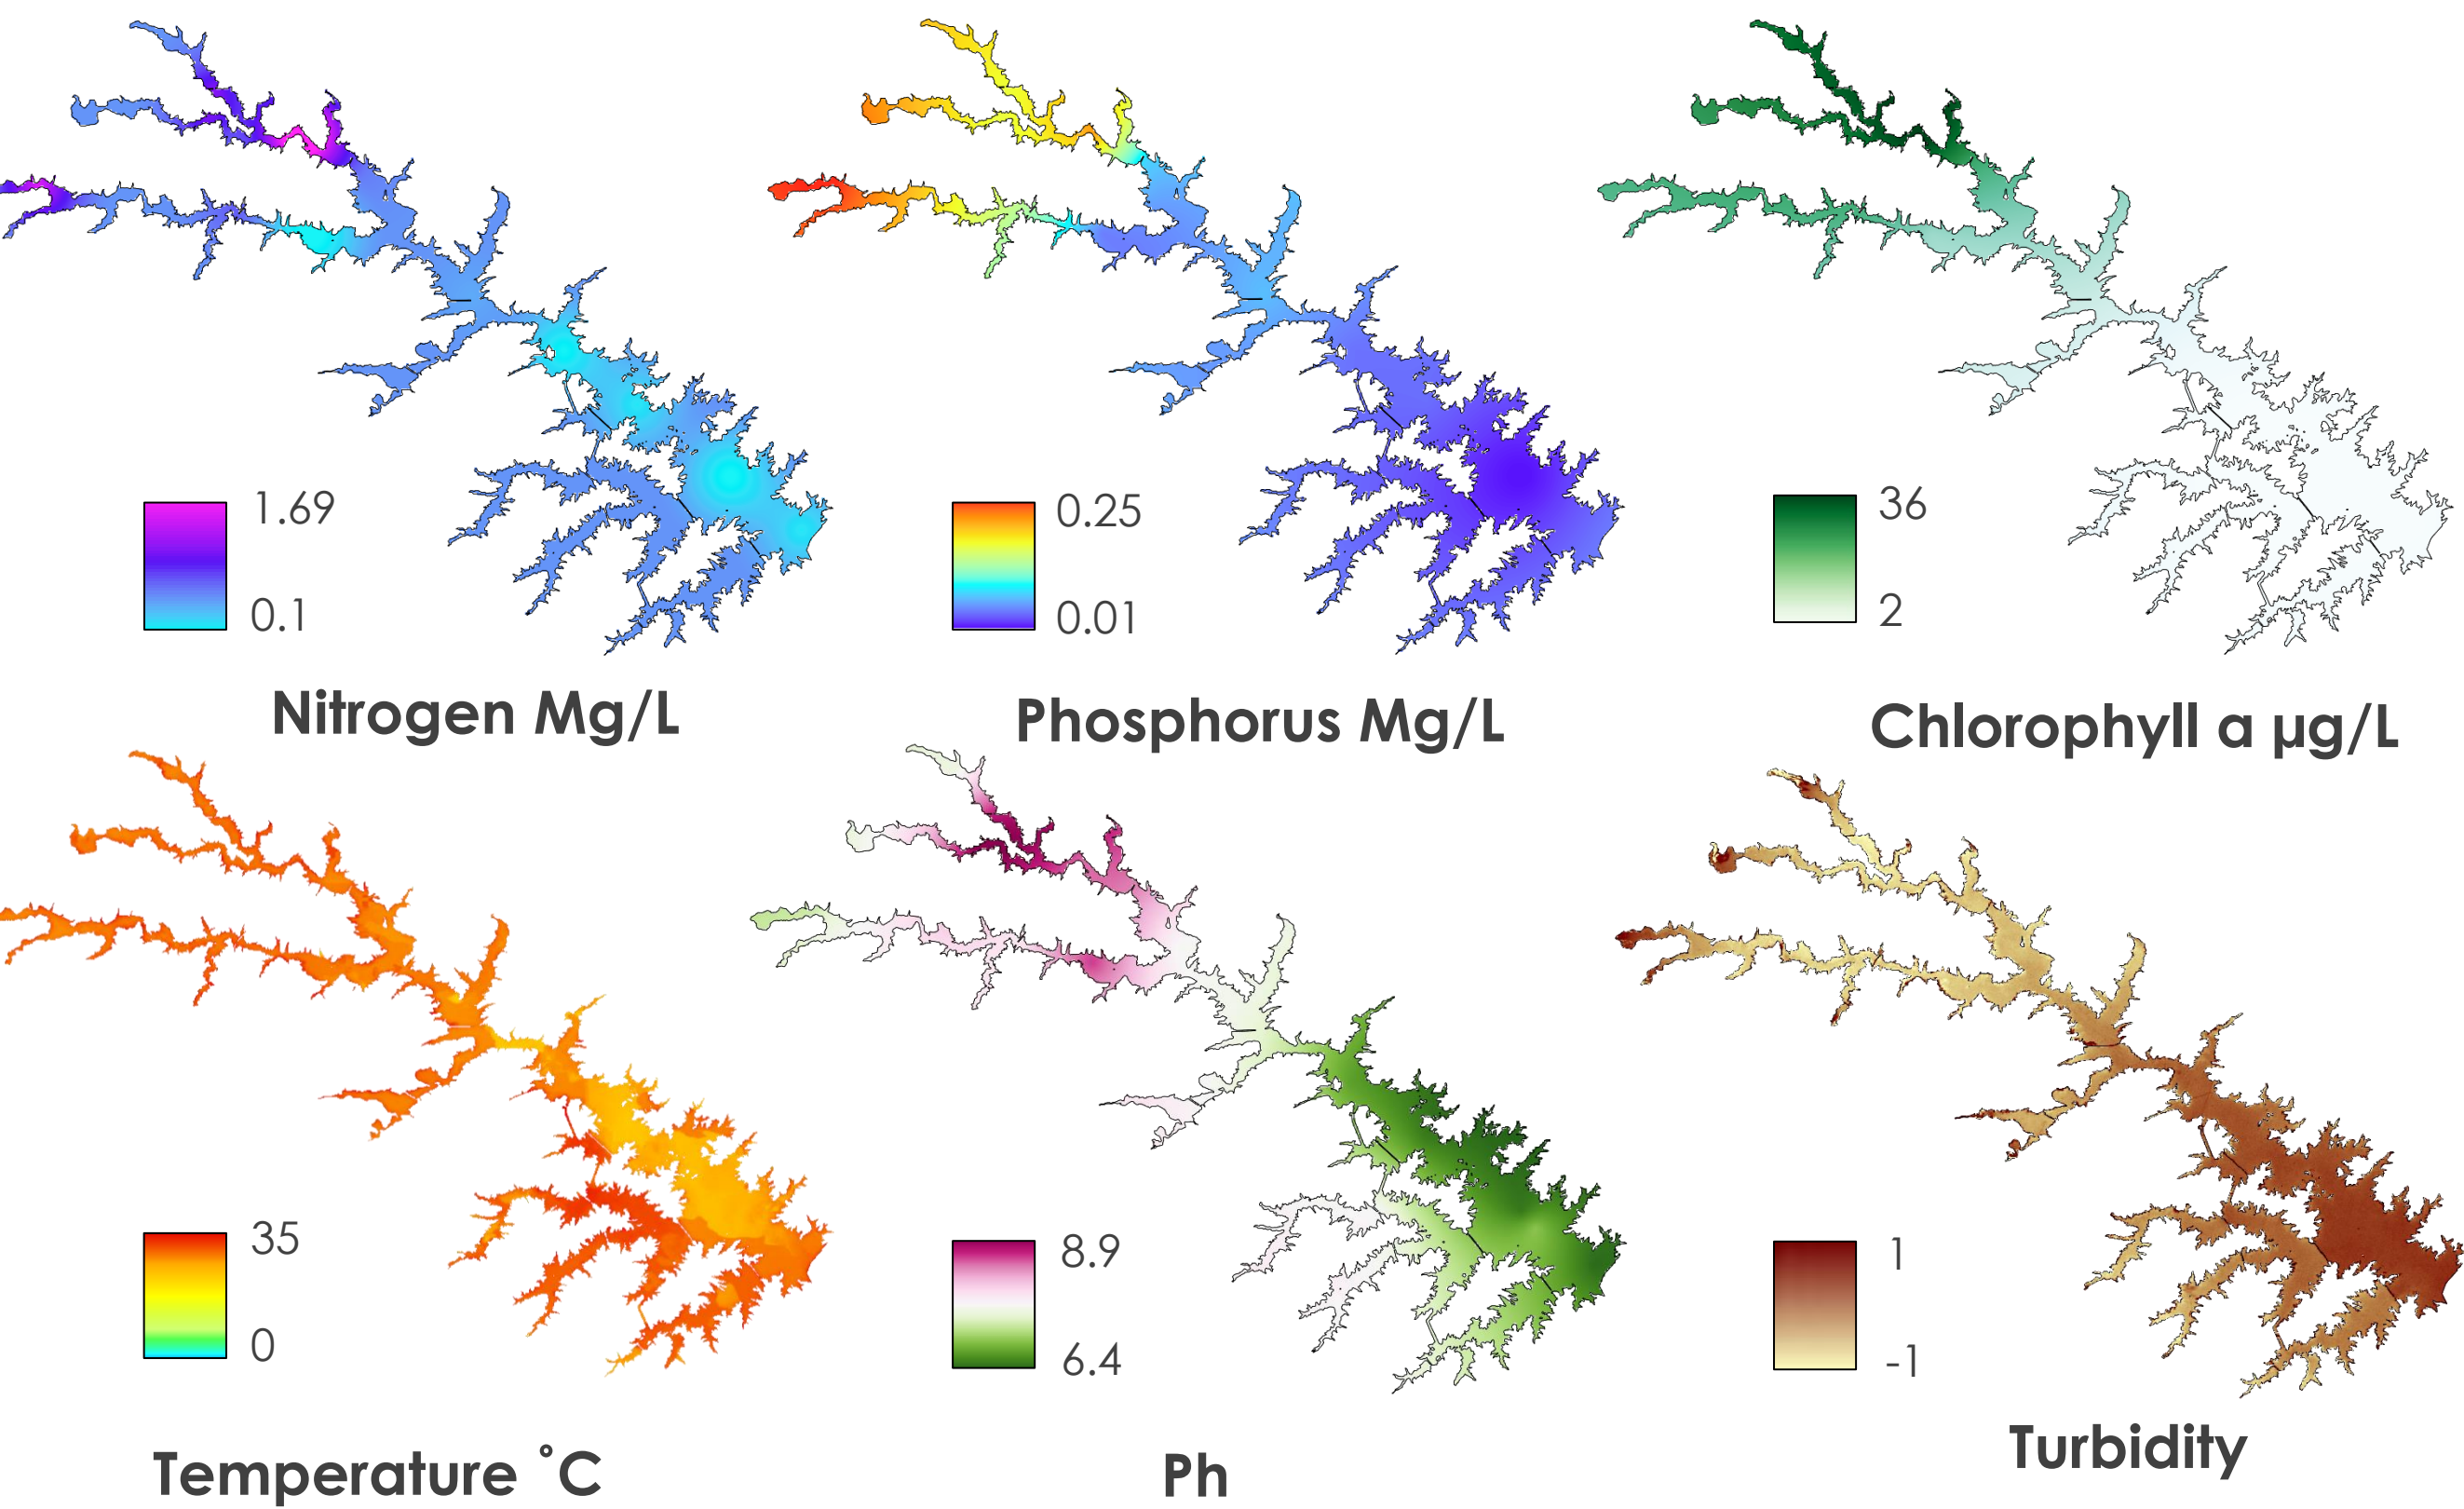 1.69
0.1
Nitrogen Mg/L
0.25
0.01
Phosphorus Mg/L
36
2
Chlorophyll a µg/L
35
0
Temperature ˚C
8.9
6.4
Ph
1
-1
Turbidity